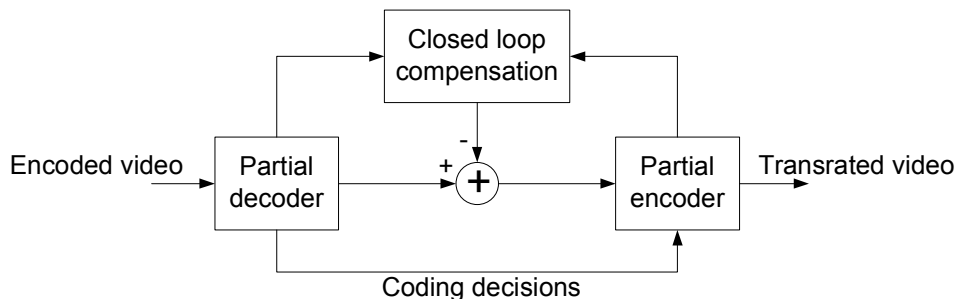 Closed loop
compensation
-
+
+
Encoded video
Partial
decoder
Partial
encoder
Transrated video
Coding decisions